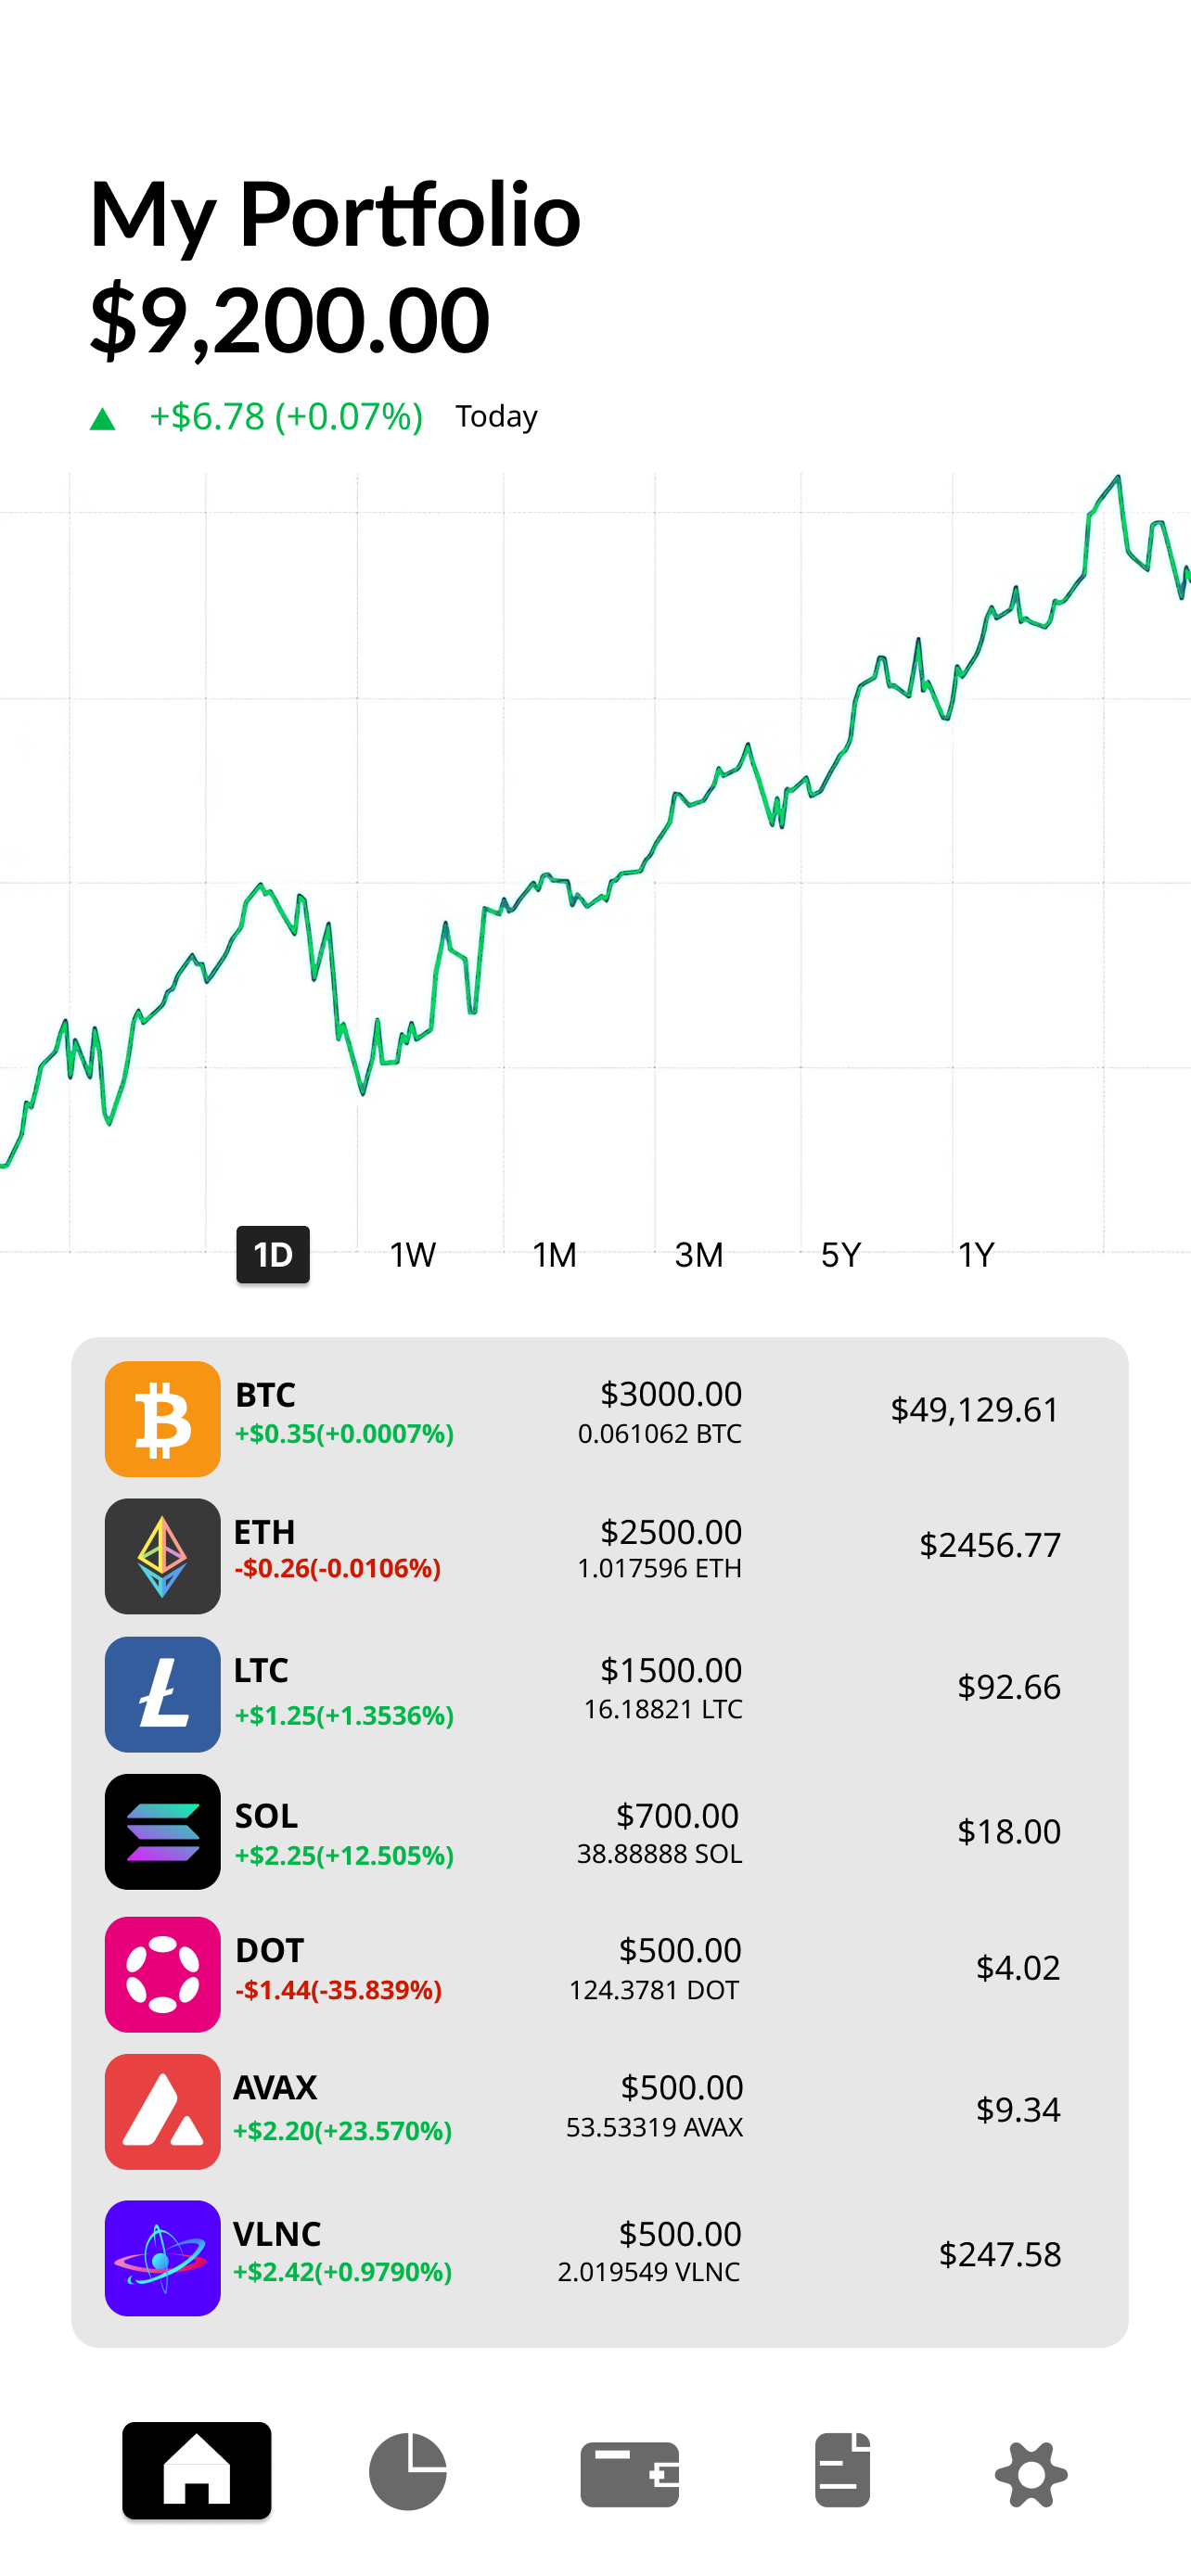 My Portfolio
$9,200.00
+$6.78 (+0.07%) Today
1D 1W 1M 3M 5Y 1Y
BTC $3000.00 $49,129.61
+$0.35(+0.0007%) 0.061062 BTC
ETH $2500.00 $2456.77
-$0.26(-0.0106%) 1.017596 ETH
LTC $1500.00 $92.66
+$1.25(+1.3536%) 16.18821 LTC
SOL $700.00 $18.00
+$2.25(+12.505%) 38.88888 SOL
DOT $500.00 $4.02
-$1.44(-35.839%) 124.3781 DOT
AVAX $500.00 $9.34
+$2.20(+23.570%) 53.53319 AVAX
VLNC $500.00 $247.58
+$2.42(+0.9790%) 2.019549 VLNC